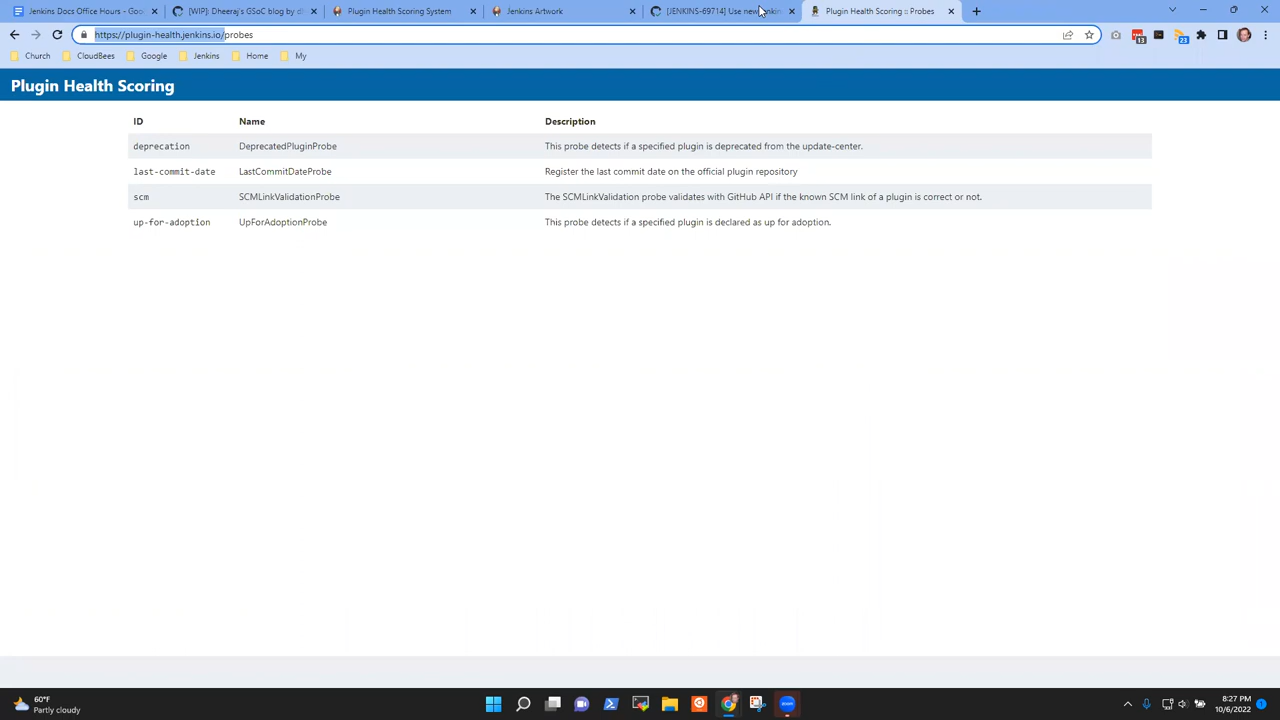 Jenkins Docs Office Hours - Goo
[WIP]: Dheeraj's GSoC blog by dh
Plugin Health Scoring System
Jenkins Artwork
[JENKINS-69714] Use new jenkins
Plugin Health Scoring :: Probes
https://plugin-health.jenkins.io/probes
13
23
Church
CloudBees
Google
Jenkins
Home
My
Plugin Health Scoring
ID Name Description
deprecation DeprecatedPluginProbe This probe detects if a specified plugin is deprecated from the update-center.
last-commit-date LastCommitDateProbe Register the last commit date on the official plugin repository
scm SCMLinkValidationProbe The SCMLinkValidation probe validates with GitHub API if the known SCM link of a plugin is correct or not.
up-for-adoption UpForAdoptionProbe This probe detects if a specified plugin is declared as up for adoption.
60°F
Partly cloudy
zoom
8:27 PM
10/6/2022